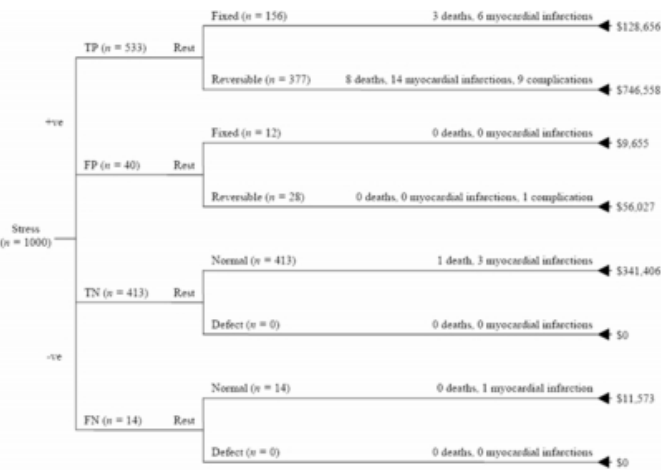 Fixed (n = 156) 3 deaths, 6 myocardial infarctions
$128,656
TP (n = 533) Rest
Reversible (n = 377) 8 deaths, 14 myocardial infarctions, 9 complications
$746,558
+ve
Fixed (n = 12) 0 deaths, 0 myocardial infarctions
$9,655
FP (n = 40) Rest
Reversible (n = 28) 0 deaths, 0 myocardial infarctions, 1 complication
$56,027
Stress
(n = 1000)
Normal (n = 413) 1 death, 3 myocardial infarctions
$341,406
TN (n = 413) Rest
Defect (n = 0) 0 deaths, 0 myocardial infarctions
$0
-ve
Normal (n = 14) 0 deaths, 1 myocardial infarction
$11,573
FN (n = 14) Rest
Defect (n = 0) 0 deaths, 0 myocardial infarctions
$0